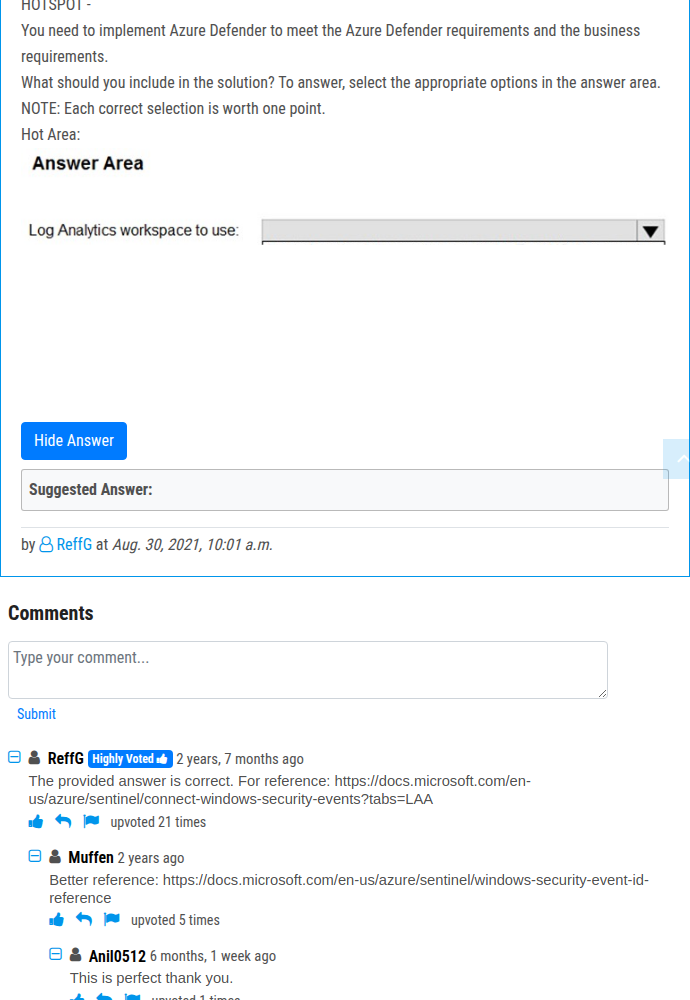 HOTSPOT -
You need to implement Azure Defender to meet the Azure Defender requirements and the business
requirements.
What should you include in the solution? To answer, select the appropriate options in the answer area.
NOTE: Each correct selection is worth one point.
Hot Area:
Answer Area
Log Analytics workspace to use:
Hide Answer
Suggested Answer:
by ReffG at Aug. 30, 2021, 10:01 a.m.
Comments
Type your comment...
Submit
ReffG Highly Voted 2 years, 7 months ago
The provided answer is correct. For reference: https://docs.microsoft.com/en-
us/azure/sentinel/connect-windows-security-events?tabs=LAA
upvoted 21 times
Muffen 2 years ago
Better reference: https://docs.microsoft.com/en-us/azure/sentinel/windows-security-event-id-
reference
upvoted 5 times
Anil0512 6 months, 1 week ago
This is perfect thank you.
upvoted 1 times